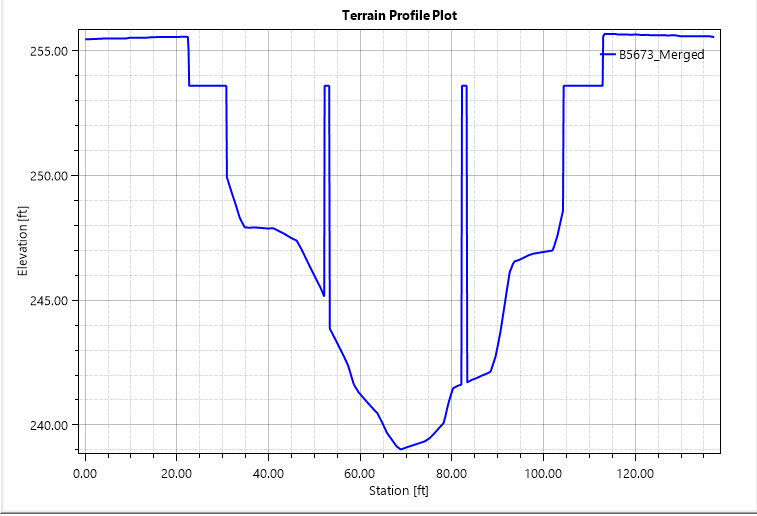 Terrain Profile Plot
B5673_Merged
255.00
250.00
245.00
240.00
Elevation [ft]
0.00 20.00 40.00 60.00 80.00 100.00 120.00
Station [ft]